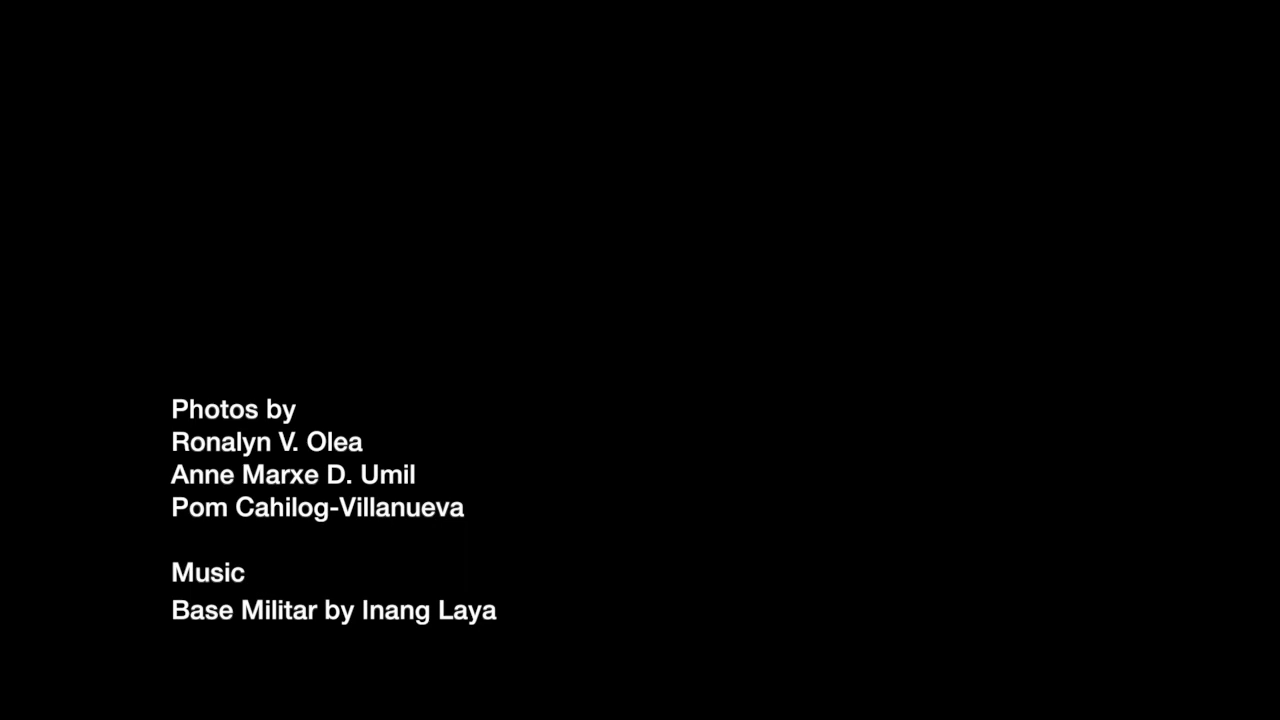 Photos by
Ronalyn V. Olea
Anne Marxe D. Umil
Pom Cahilog-Villanueva
Music
Base Militar by Inang Laya